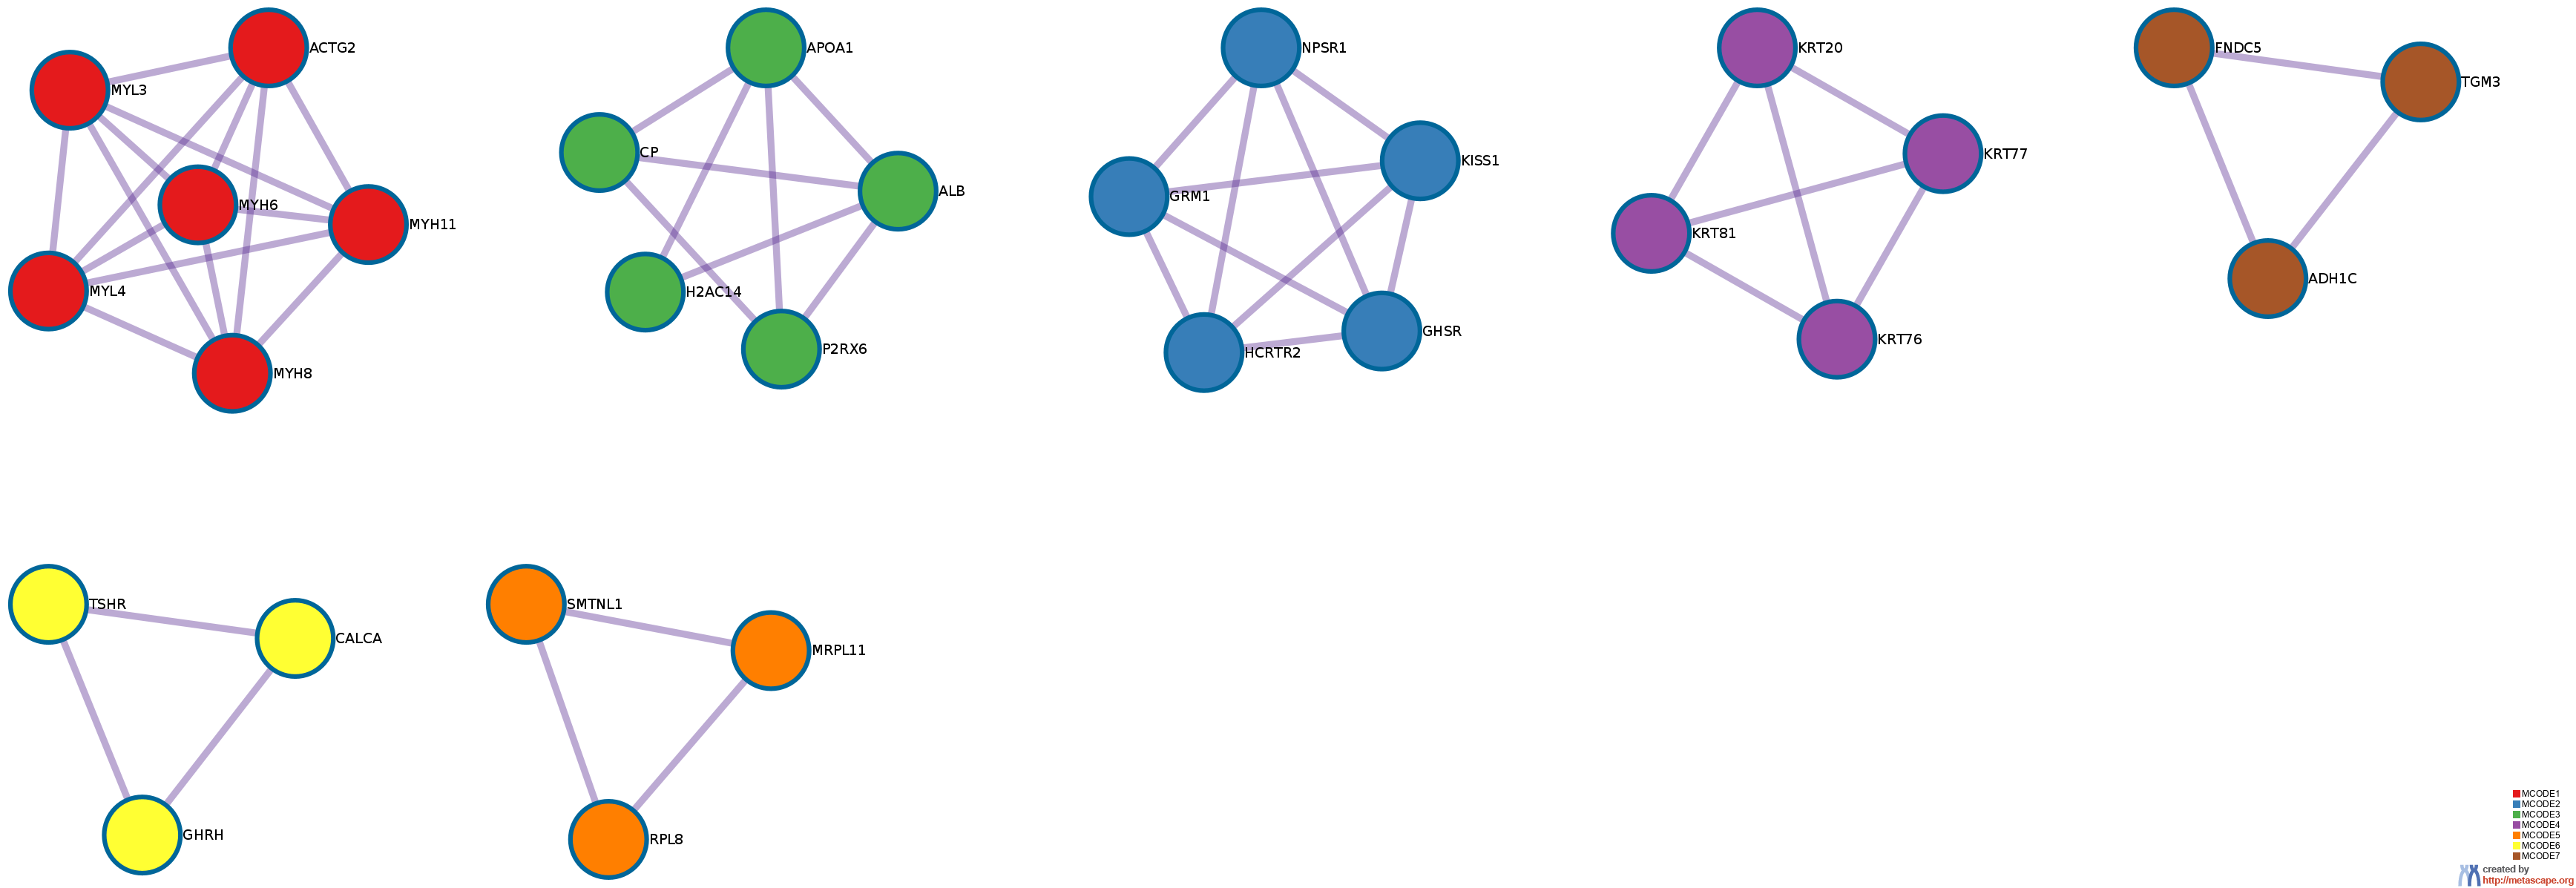 ACTG2
MYL3
MYH6
MYH11
MYL4
MYH8
APOA1
CP
ALB
H2AC14
P2RX6
NPSR1
KISS1
GRM1
GHSR
HCRTR2
KRT20
KRT77
KRT81
KRT76
FNDC5
TGM3
ADH1C
TSHR
CALCA
GHRH
SMTNL1
MRPL11
RPL8
MCODE1
MCODE2
MCODE3
MCODE4
MCODE5
MCODE6
MCODE7
created by
http://metascape.org